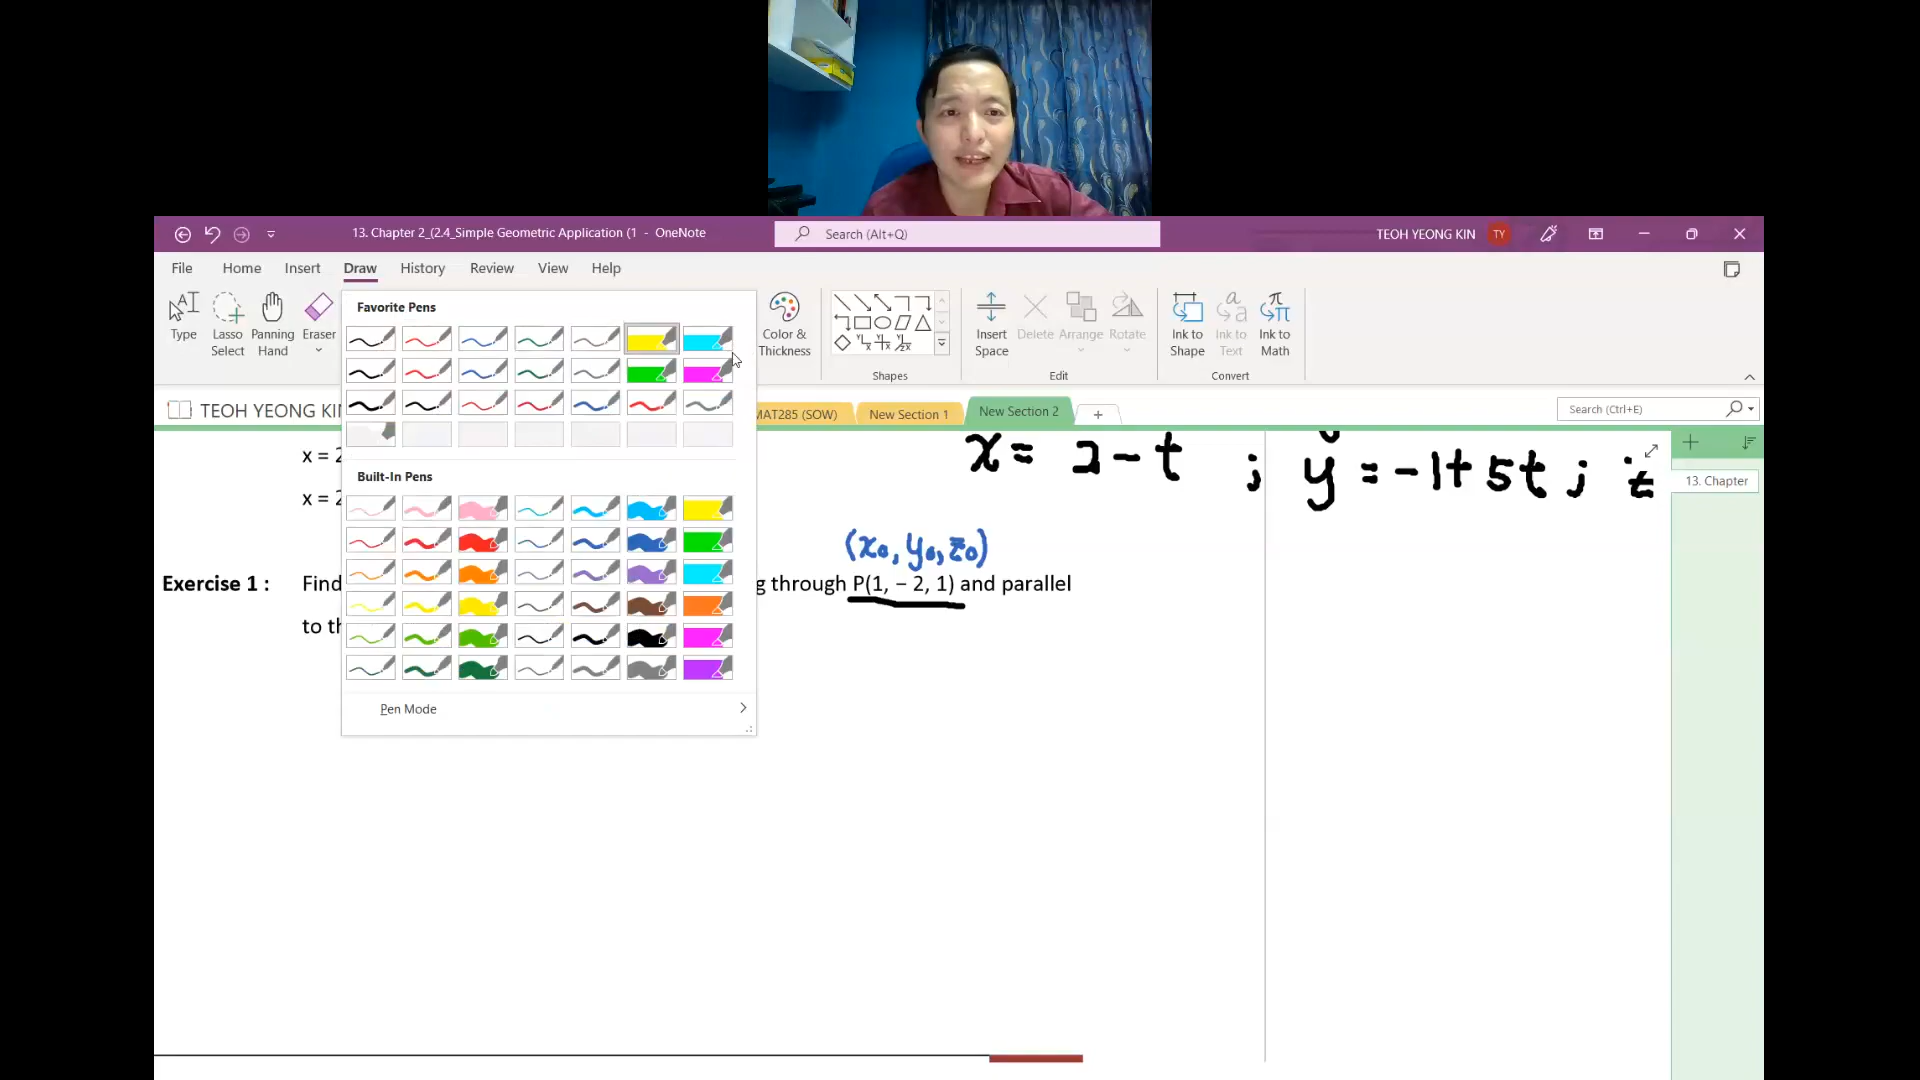 13. Chapter 2_(2.4_Simple Geometric Application (1 - OneNote
Search (Alt+Q)
TEOH YEONG KIN
TY
File Home Insert Draw History Review View Help
Type
Lasso Select
Panning Hand
Eraser
Favorite Pens
Color & Thickness
Shapes
Insert Space
Delete
Arrange
Rotate
Edit
Ink to Shape
Ink to Text
Ink to Math
Convert
TEOH YEONG KI
MAT285 (SOW)
New Section 1
New Section 2
Search (Ctrl+E)
13. Chapter
x = 2
x = 2
x = 2 - t ; y = -1 + 5t ; z
Built-In Pens
(x₀, y₀, z₀)
Exercise 1 : Find g through P(1, − 2, 1) and parallel
to th
Pen Mode